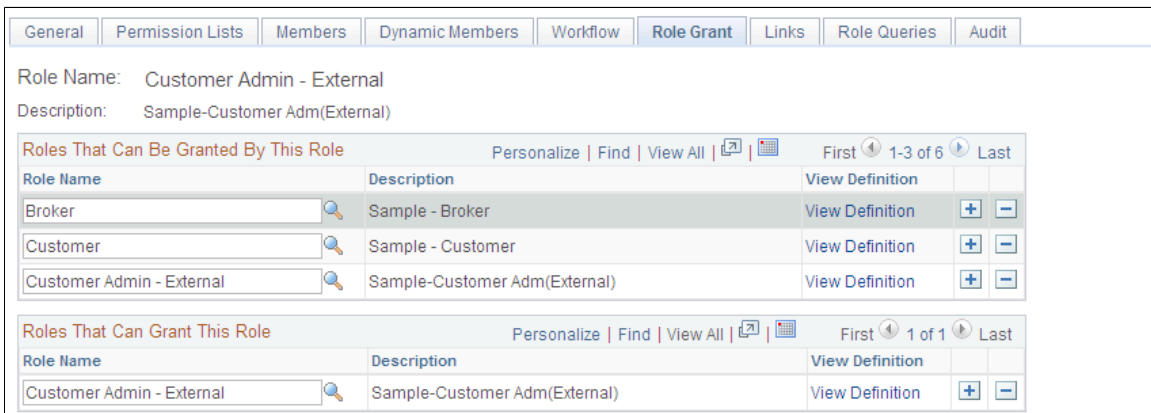 General Permission Lists Members Dynamic Members Workflow Role Grant Links Role Queries Audit
Role Name: Customer Admin - External
Description: Sample-Customer Adm(External)
Roles That Can Be Granted By This Role Personalize | Find | View All | | First 1-3 of 6 Last
Role Name Description View Definition
Broker Sample - Broker View Definition
Customer Sample - Customer View Definition
Customer Admin - External Sample-Customer Adm(External) View Definition
Roles That Can Grant This Role Personalize | Find | View All | | First 1 of 1 Last
Role Name Description View Definition
Customer Admin - External Sample-Customer Adm(External) View Definition